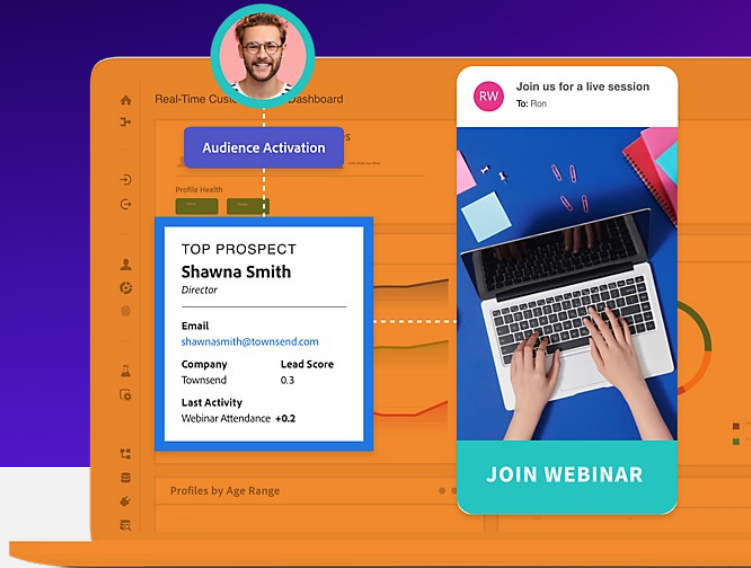 Real-Time Dashboard
Audience Activation
Profile Health
TOP PROSPECT
Shawna Smith
Director
Email
shawnasmith@townsend.com
Company Lead Score
Townsend 0.3
Last Activity
Webinar Attendance +0.2
Profiles by Age Range
RW
Join us for a live session
To: Ron
JOIN WEBINAR